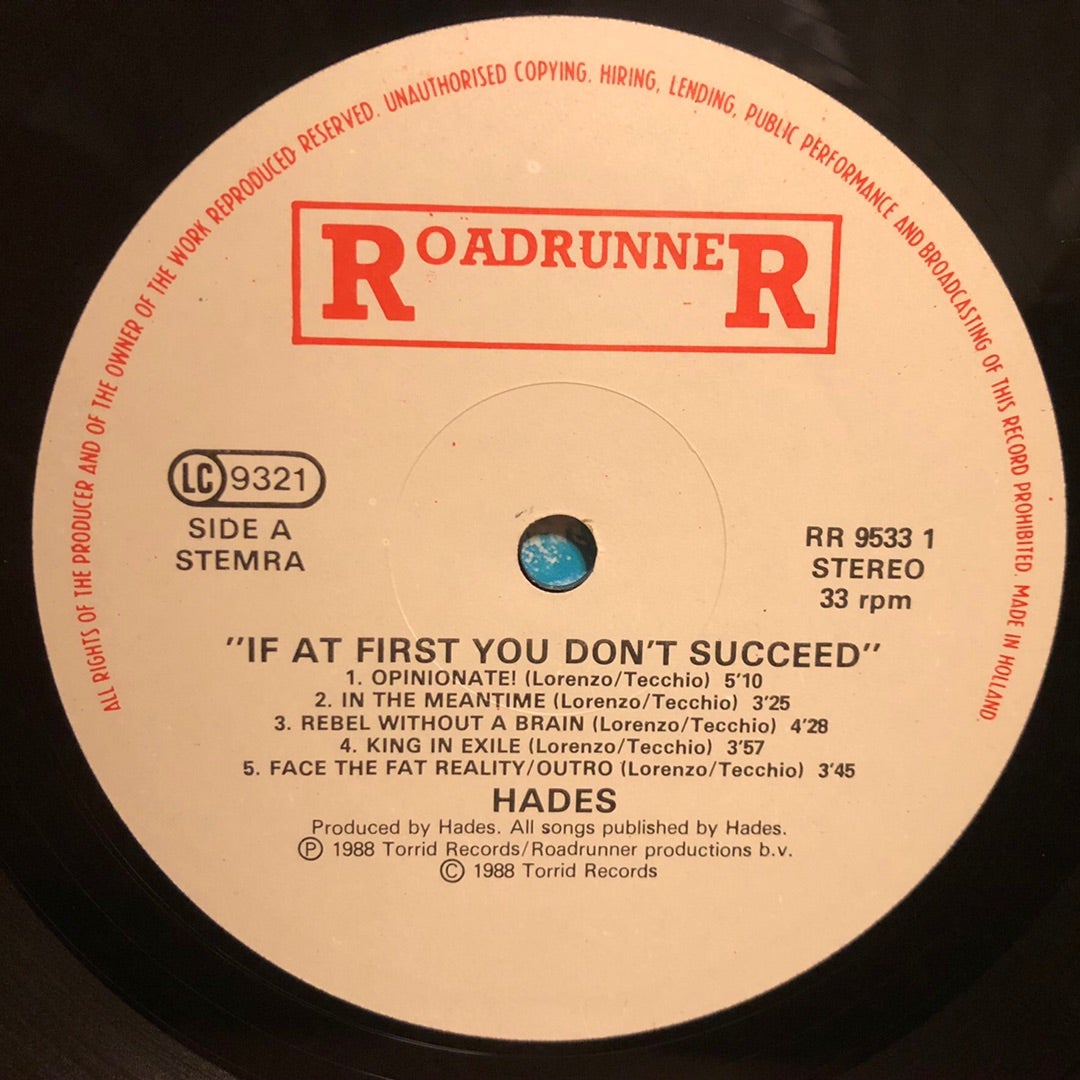 ALL RIGHTS OF THE PRODUCER AND OF THE OWNER OF THE WORK REPRODUCED RESERVED. UNAUTHORISED COPYING. HIRING, LENDING, PUBLIC PERFORMANCE AND BROADCASTING OF THIS RECORD PROHIBITED. MADE IN HOLLAND.
ROADRUNNER
LC 9321
SIDE A
STEMRA
RR 9533 1
STEREO
33 rpm
"IF AT FIRST YOU DON'T SUCCEED"
1. OPINIONATE! (Lorenzo/Tecchio) 5'10
2. IN THE MEANTIME (Lorenzo/Tecchio) 3'25
3. REBEL WITHOUT A BRAIN (Lorenzo/Tecchio) 4'28
4. KING IN EXILE (Lorenzo/Tecchio) 3'57
5. FACE THE FAT REALITY/OUTRO (Lorenzo/Tecchio) 3'45
HADES
Produced by Hades. All songs published by Hades.
Ⓟ 1988 Torrid Records/Roadrunner productions b.v.
© 1988 Torrid Records